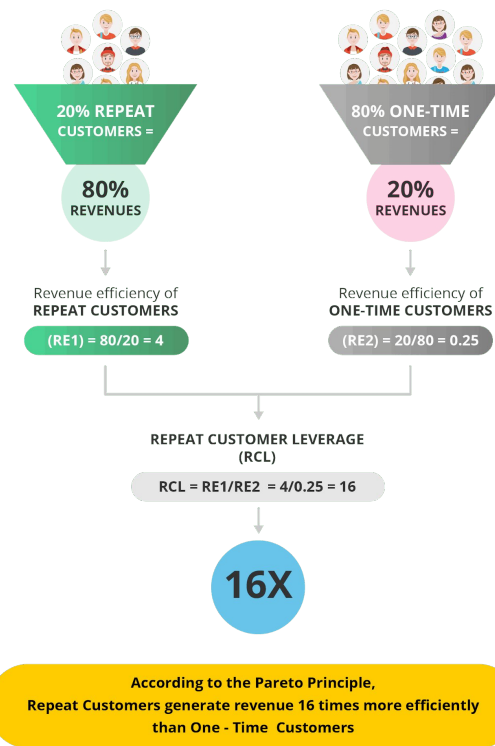 20% REPEAT
CUSTOMERS =
80%
REVENUES
Revenue efficiency of
REPEAT CUSTOMERS
(RE1) = 80/20 = 4
80% ONE-TIME
CUSTOMERS =
20%
REVENUES
Revenue efficiency of
ONE-TIME CUSTOMERS
(RE2) = 20/80 = 0.25
REPEAT CUSTOMER LEVERAGE
(RCL)
RCL = RE1/RE2 = 4/0.25 = 16
16X
According to the Pareto Principle,
Repeat Customers generate revenue 16 times more efficiently
than One - Time Customers